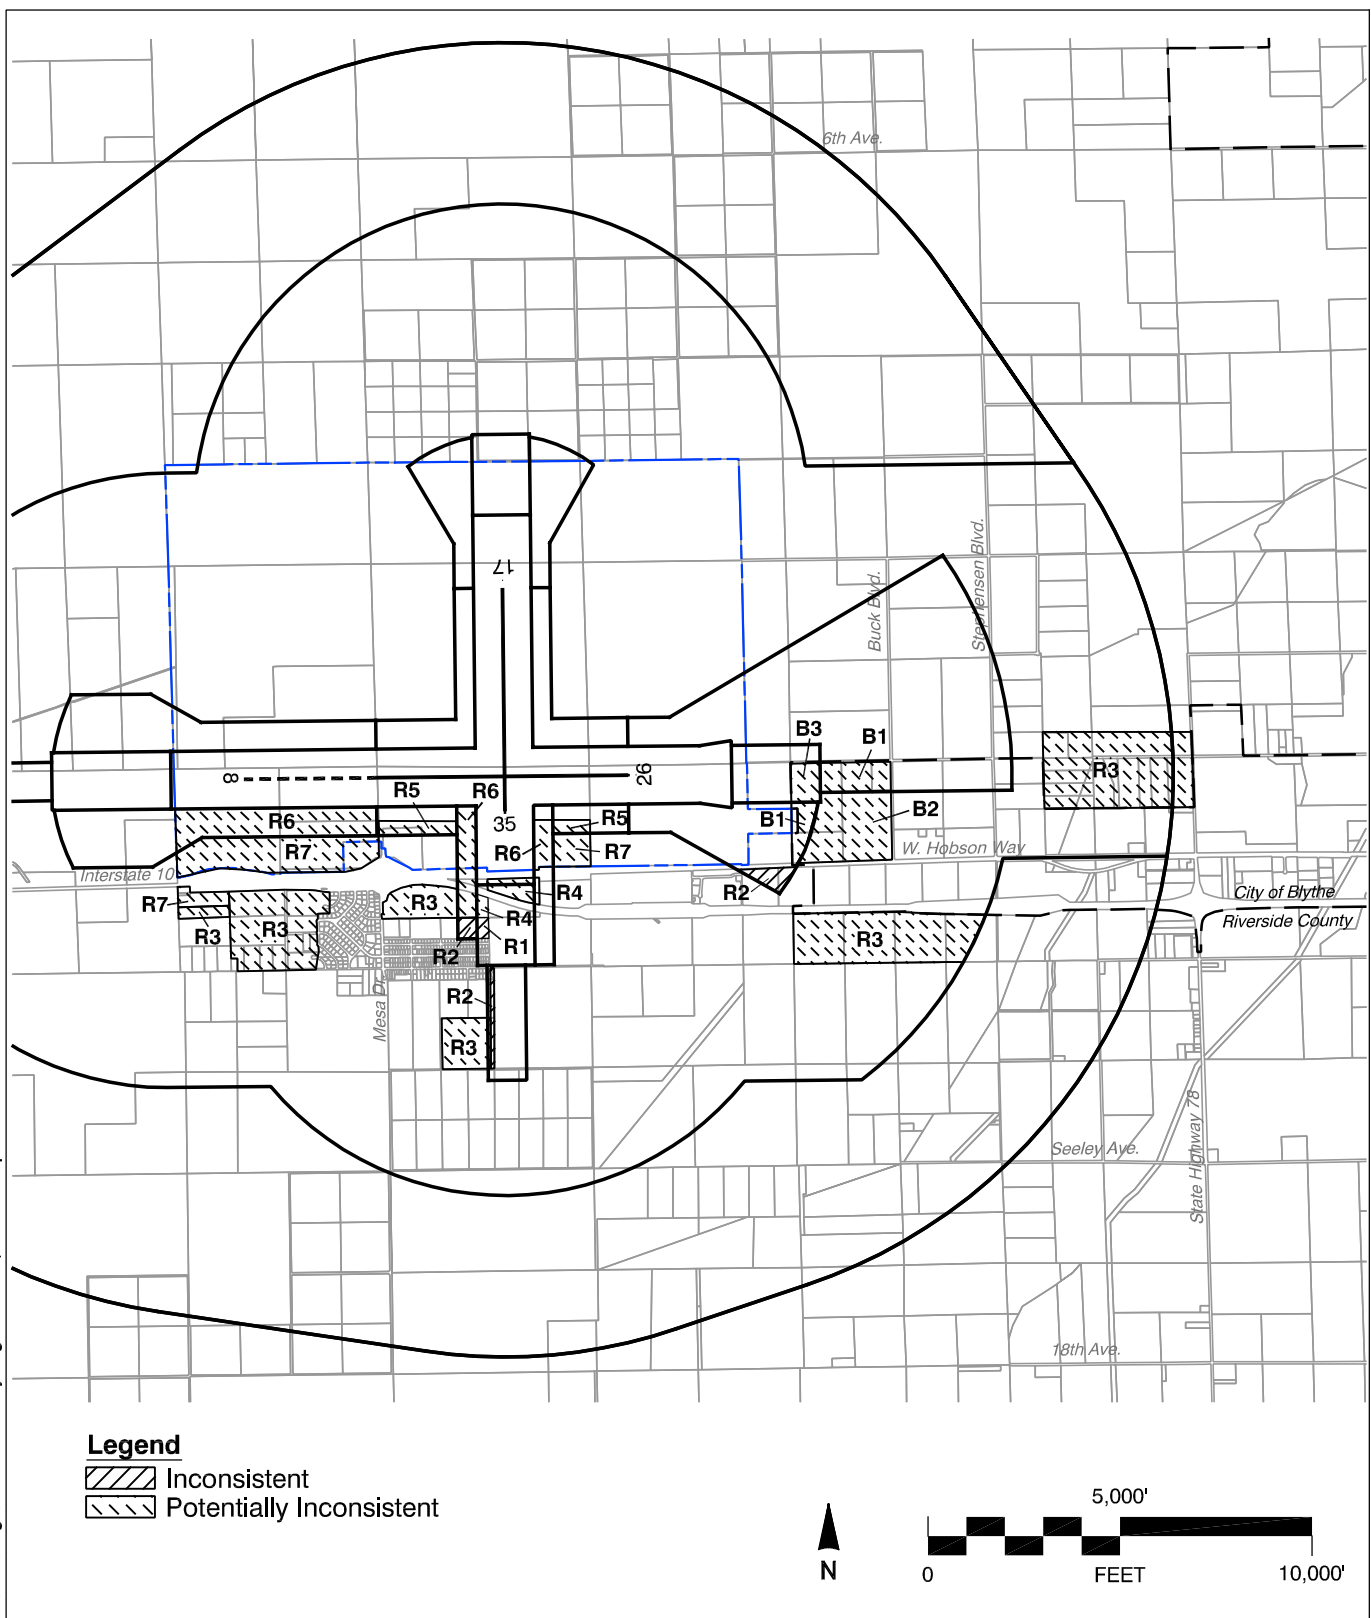 6th Ave.
17
Buck Blvd.
Stephensen Blvd.
B3
B1
R3
8
26
R6
R5
35
R6
R5
B1
B2
R7
R6
R7
W. Hobson Way
Interstate 10
R2
R4
City of Blythe
R7
R3
R4
Riverside County
R3
R3
R1
R3
R2
R2
Mesa Dr.
R3
State Highway 78
Seeley Ave.
18th Ave.
Legend
Inconsistent
Potentially Inconsistent
5,000'
N
0
FEET
10,000'